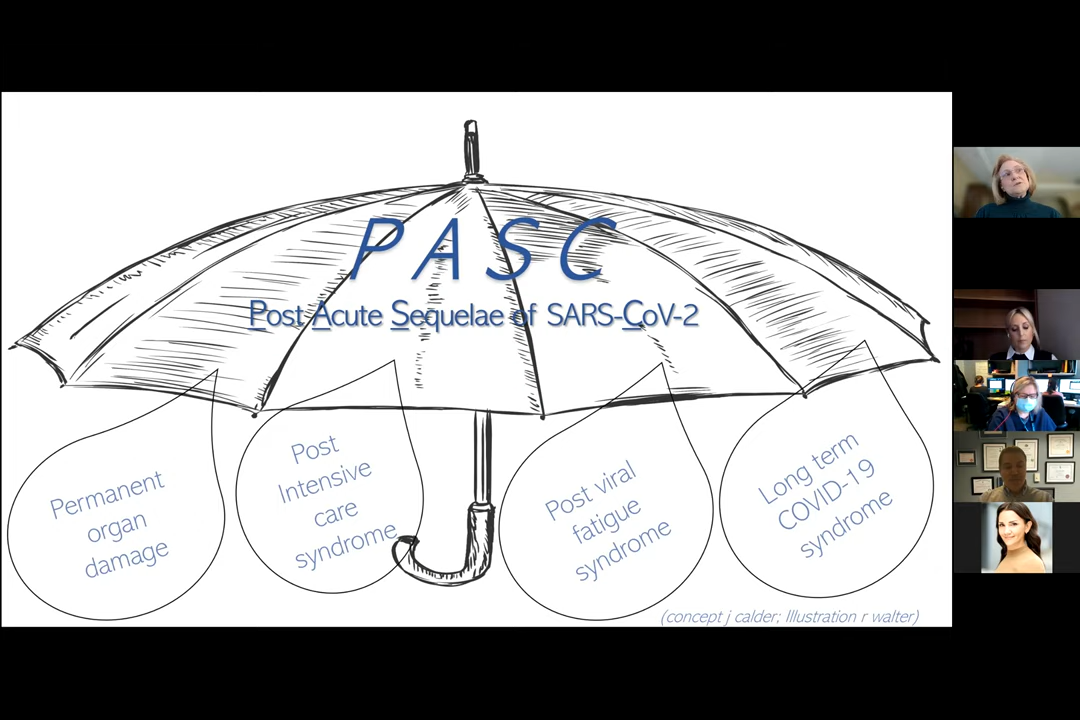 P A S C
Post Acute Sequelae of SARS-CoV-2
Permanent
organ
damage
Post
Intensive
care
syndrome
Post viral
fatigue
syndrome
Long term
COVID-19
syndrome
(concept j calder; Illustration r walter)